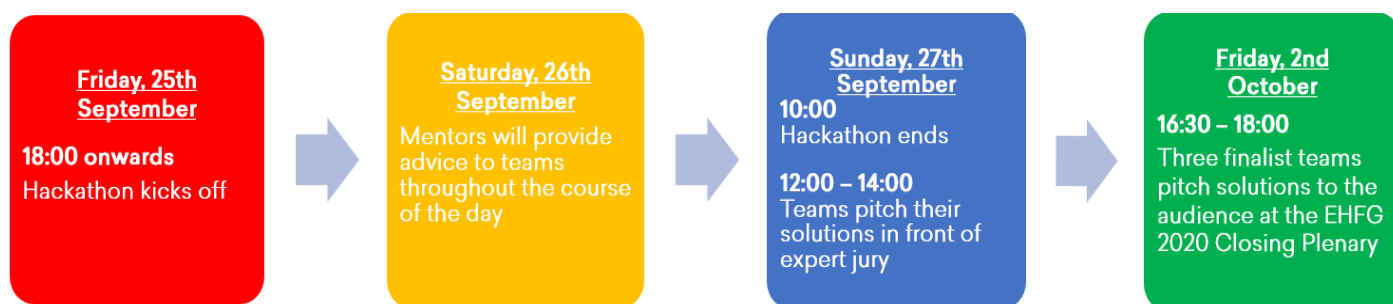 Friday, 25th
September
18:00 onwards
Hackathon kicks off
Saturday, 26th
September
Mentors will provide
advice to teams
throughout the course
of the day
Sunday, 27th
September
10:00
Hackathon ends
12:00 – 14:00
Teams pitch their
solutions in front of
expert jury
Friday, 2nd
October
16:30 – 18:00
Three finalist teams
pitch solutions to the
audience at the EHFG
2020 Closing Plenary